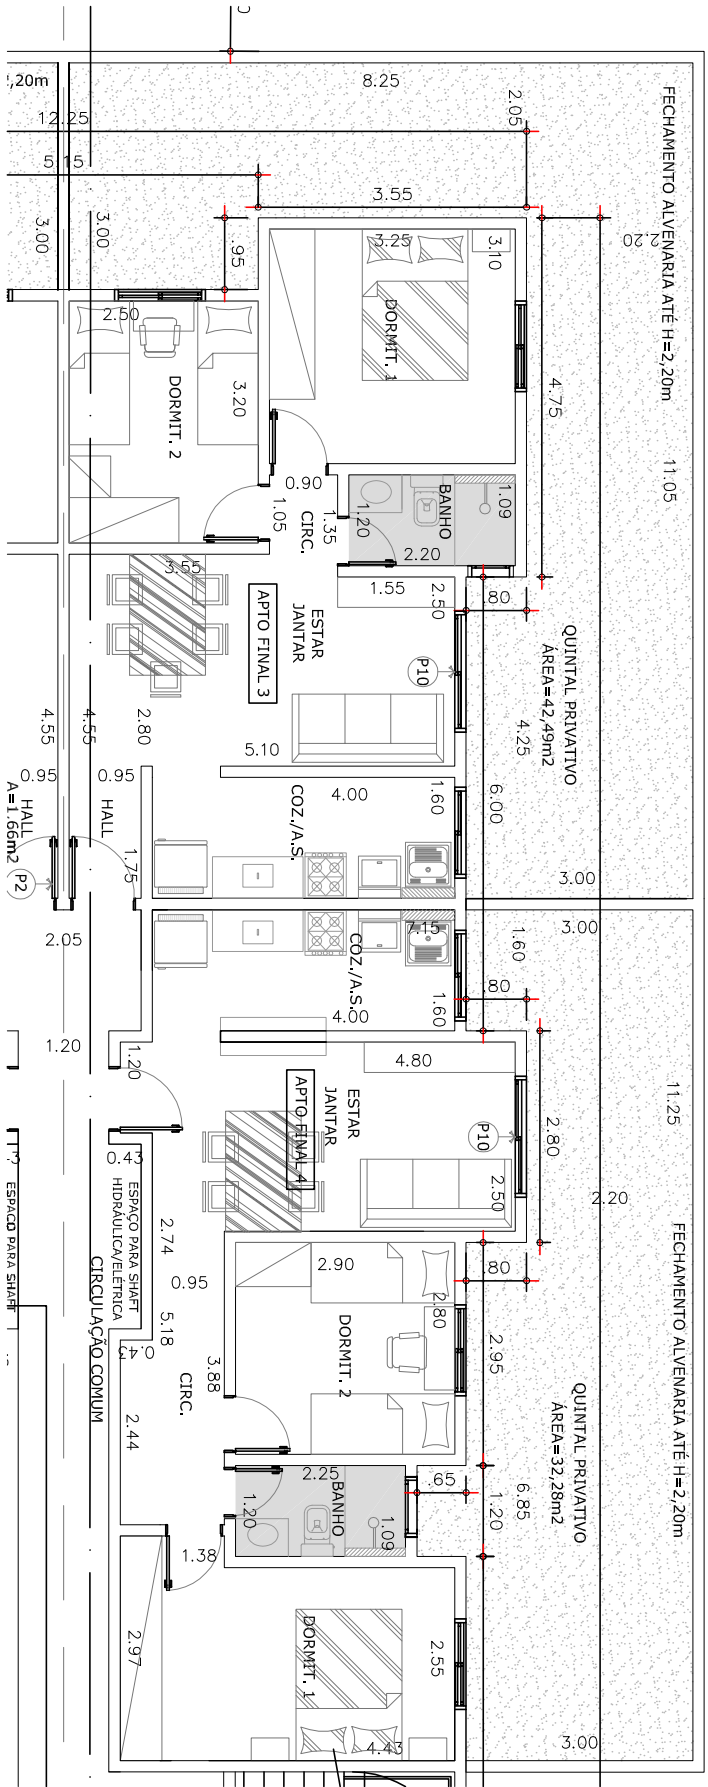 ,20m
8.25
2.05
12.25
5.15
3.55
3.00
3.00
.95
FECHAMENTO ALVENARIA ATÉ H=2,20m
2.20
3.25
3.10
DORMIT. 1
2.50
3.20
DORMIT. 2
4.75
11.05
0.90
1.05
CIRC.
1.35
1.20
BANHO
1.09
2.20
3.55
1.55
2.50
.80
APTO FINAL 3
ESTAR
JANTAR
P10
QUINTAL PRIVATIVO
ÁREA=42,49m2
4.25
4.55
4.55
2.80
5.10
0.95
0.95
HALL
A=1.66m2
HALL
COZ./A.S.
4.00
1.60
6.00
1.75
P2
3.00
2.05
COZ./A.S.
7.15
3.00
1.60
.80
4.00
1.60
1.20
1.20
4.80
ESTAR
JANTAR
APTO FINAL 4
P10
2.80
11.25
0.43
2.50
2.20
ESPAÇO PARA SHAFT
ESPAÇO PARA SHAFT
HIDRÁULICA/ELÉTRICA
2.74
0.95
5.18
0.43
CIRCULAÇÃO COMUM
2.90
2.80
.80
DORMIT. 2
2.95
3.88
CIRC.
2.44
FECHAMENTO ALVENARIA ATÉ H=2,20m
QUINTAL PRIVATIVO
ÁREA=32,28m2
2.25
BANHO
1.20
1.09
.65
1.20
6.85
1.38
2.97
DORMIT. 1
2.55
4.43
3.00